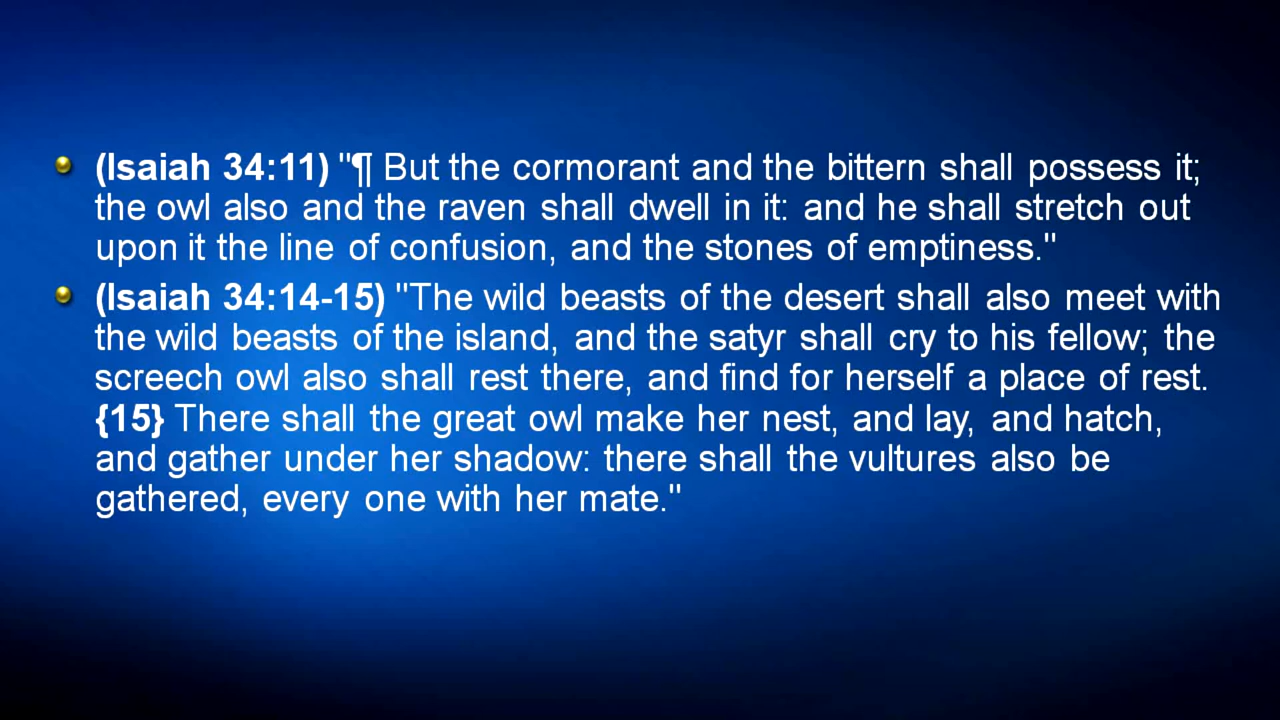 (Isaiah 34:11) "¶ But the cormorant and the bittern shall possess it;
the owl also and the raven shall dwell in it: and he shall stretch out
upon it the line of confusion, and the stones of emptiness."
(Isaiah 34:14-15) "The wild beasts of the desert shall also meet with
the wild beasts of the island, and the satyr shall cry to his fellow; the
screech owl also shall rest there, and find for herself a place of rest.
{15} There shall the great owl make her nest, and lay, and hatch,
and gather under her shadow: there shall the vultures also be
gathered, every one with her mate."